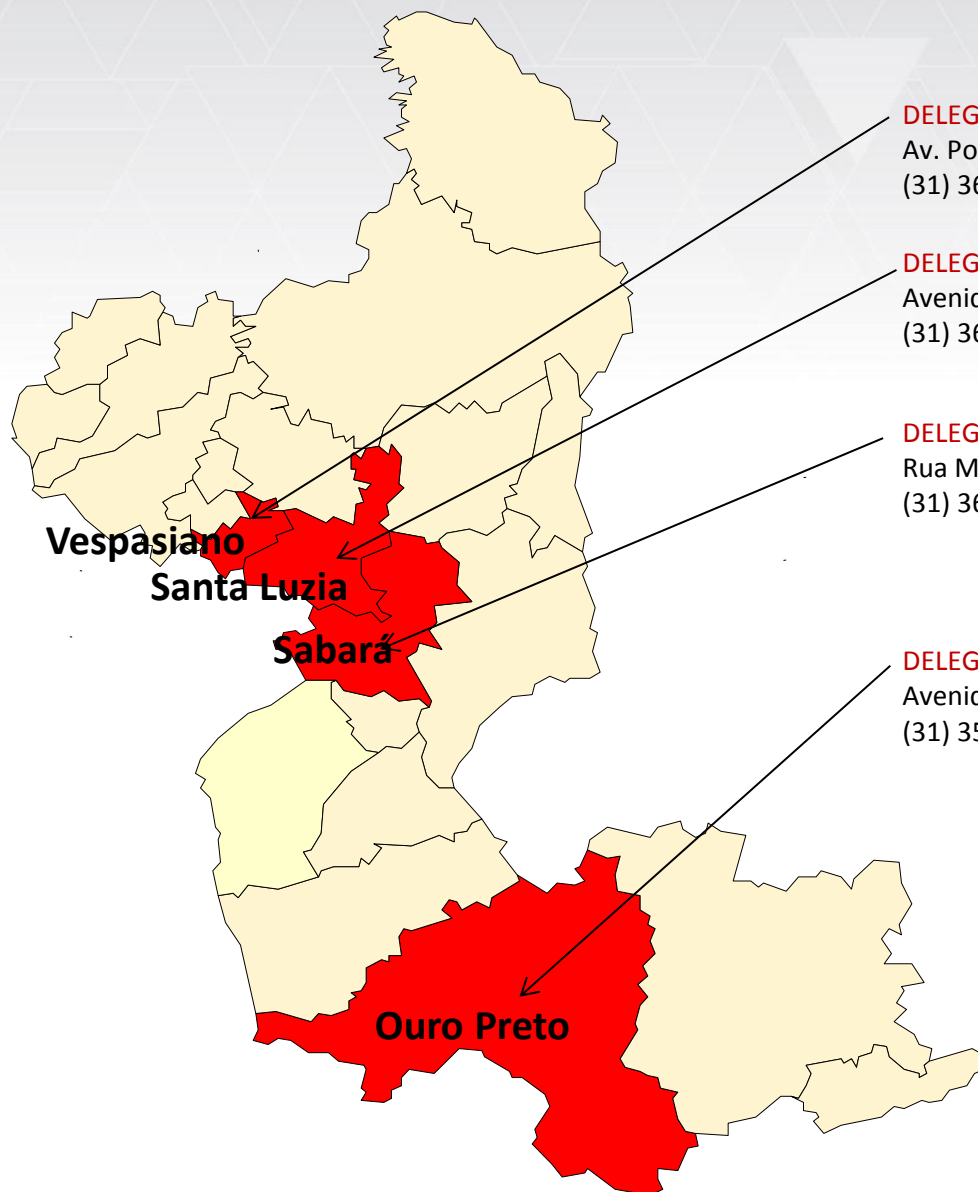 DELEG
Av. Po
(31) 36
DELEG
Avenid
(31) 36
DELEG
Rua M
(31) 36
Vespasiano
Santa Luzia
Sabará
DELEG
Avenid
(31) 35
Ouro Preto